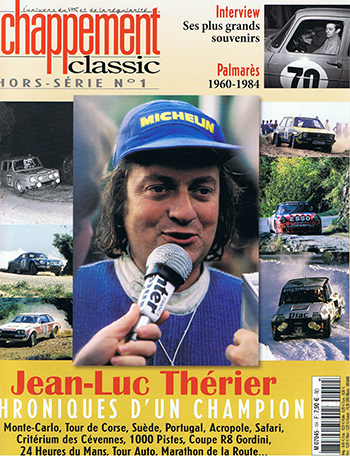 L'univers du VHC et de la régularité
chappement
classic
HORS-SÉRIE N°1
Interview
Ses plus grands
souvenirs
Palmarès
1960-1984
70
MICHELIN
Jean-Luc Thérier
HRONIQUES D'UN CHAMPION
Monte-Carlo, Tour de Corse, Suède, Portugal, Acropole, Safari,
Critérium des Cévennes, 1000 Pistes, Coupe R8 Gordini,
24 Heures du Mans, Tour Auto, Marathon de la Route...